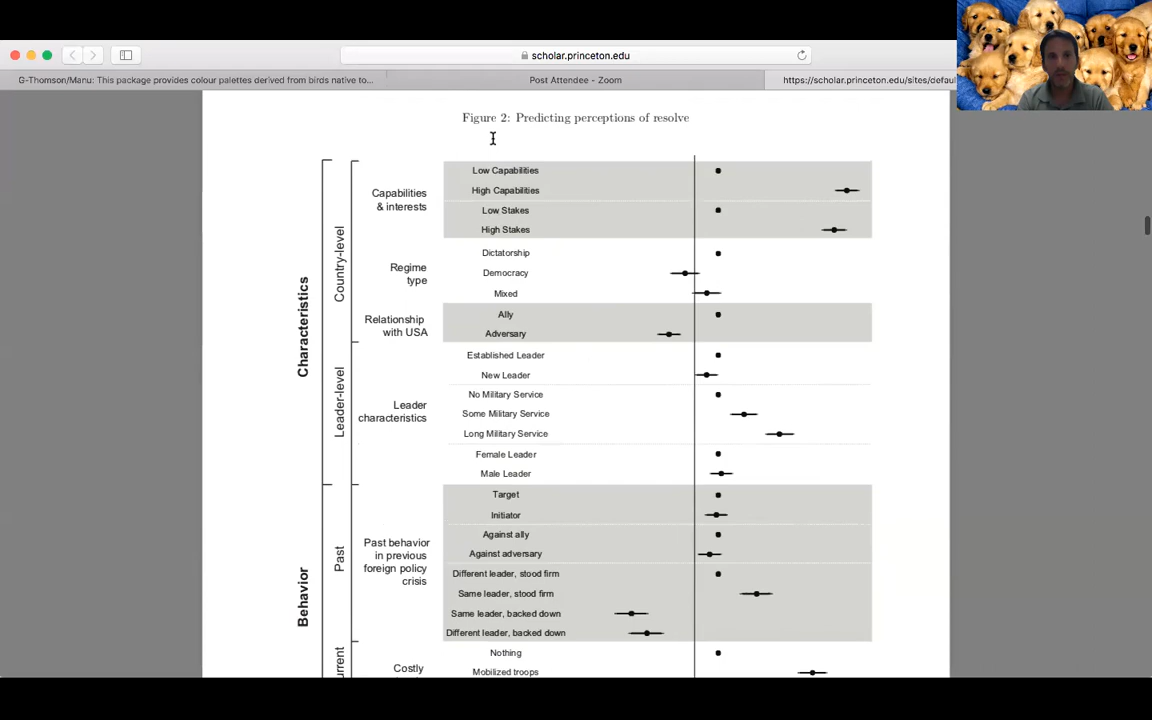 scholar.princeton.edu
G-Thomson/Manu: This package provides colour palettes derived from birds native to...
Post Attendee - Zoom
https://scholar.princeton.edu/sites/defaul
Figure 2: Predicting perceptions of resolve
Characteristics
Country-level
Capabilities
& interests
Low Capabilities
High Capabilities
Low Stakes
High Stakes
Regime
type
Dictatorship
Democracy
Mixed
Relationship
with USA
Ally
Adversary
Leader-level
Leader
characteristics
Established Leader
New Leader
No Military Service
Some Military Service
Long Military Service
Female Leader
Male Leader
Behavior
Past
Past behavior
in previous
foreign policy
crisis
Target
Initiator
Against ally
Against adversary
Different leader, stood firm
Same leader, stood firm
Same leader, backed down
Different leader, backed down
urrent
Costly
Nothing
Mobilized troops